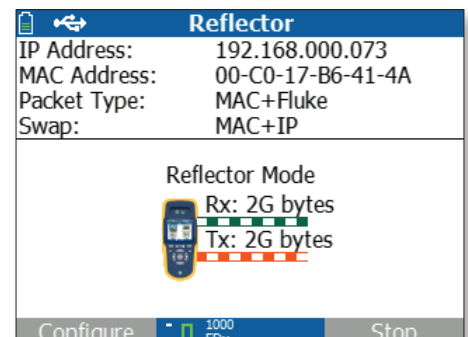 Reflector
IP Address: 192.168.000.073
MAC Address: 00-C0-17-B6-41-4A
Packet Type: MAC+Fluke
Swap: MAC+IP
Reflector Mode
Rx: 2G bytes
Tx: 2G bytes
Configure 1000 Stop